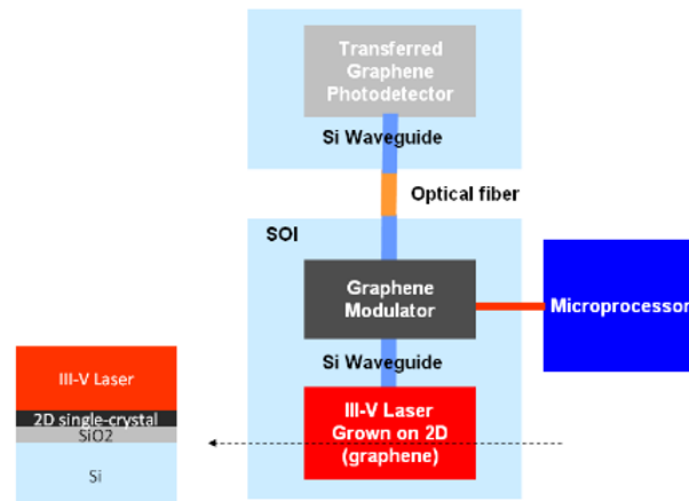 Transferred
Graphene
Photodetector
Si Waveguide
Optical fiber
SOI
Graphene
Modulator
Microprocessor
Si Waveguide
III-V Laser
Grown on 2D
(graphene)
III-V Laser
2D single-crystal
SiO2
Si